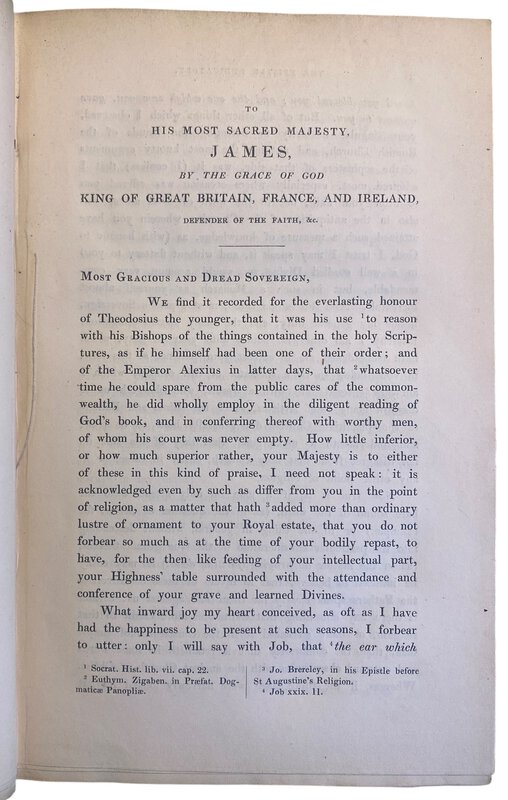 TO
HIS MOST SACRED MAJESTY,
JAMES,
BY THE GRACE OF GOD
KING OF GREAT BRITAIN, FRANCE, AND IRELAND,
DEFENDER OF THE FAITH, &c.
MOST GRACIOUS AND DREAD SOVEREIGN,
WE find it recorded for the everlasting honour
of Theodosius the younger, that it was his use ¹to reason
with his Bishops of the things contained in the holy Scrip-
tures, as if he himself had been one of their order; and
of the Emperor Alexius in latter days, that ²whatsoever
time he could spare from the public cares of the common-
wealth, he did wholly employ in the diligent reading of
God's book, and in conferring thereof with worthy men,
of whom his court was never empty. How little inferior,
or how much superior rather, your Majesty is to either
of these in this kind of praise, I need not speak: it is
acknowledged even by such as differ from you in the point
of religion, as a matter that hath ³added more than ordinary
lustre of ornament to your Royal estate, that you do not
forbear so much as at the time of your bodily repast, to
have, for the then like feeding of your intellectual part,
your Highness' table surrounded with the attendance and
conference of your grave and learned Divines.
What inward joy my heart conceived, as oft as I have
had the happiness to be present at such seasons, I forbear
to utter: only I will say with Job, that ⁴the ear which
¹ Socrat. Hist. lib. vii. cap. 22.
² Euthym. Zigaben. in Præfat. Dog-
maticæ Panopliæ.
³ Jo. Brereley, in his Epistle before
St Augustine's Religion.
⁴ Job xxix. 11.